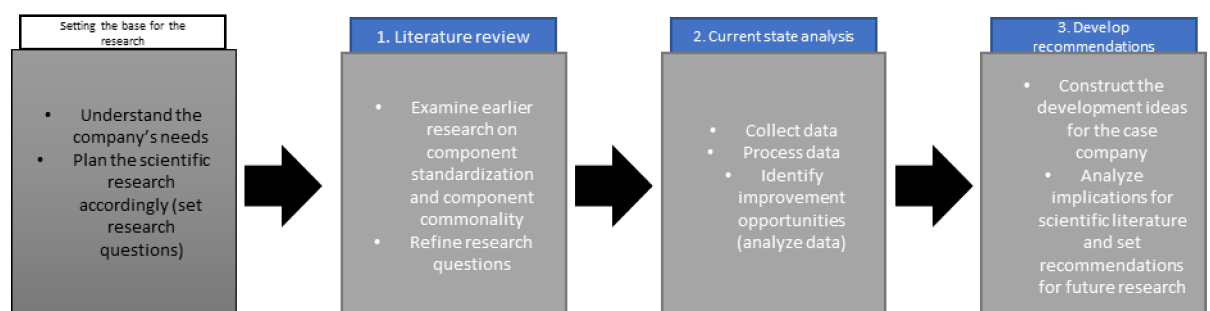 Setting the base for the
research
• Understand the
company's needs
• Plan the scientific
research
accordingly (set
research
questions)
1. Literature review
• Examine earlier
research on
component
standardization
and component
commonality
• Refine research
questions
2. Current state analysis
• Collect data
• Process data
• Identify
improvement
opportunities
(analyze data)
3. Develop
recommendations
• Construct the
development ideas
for the case
company
• Analyze
implications for
scientific literature
and set
recommendations
for future research